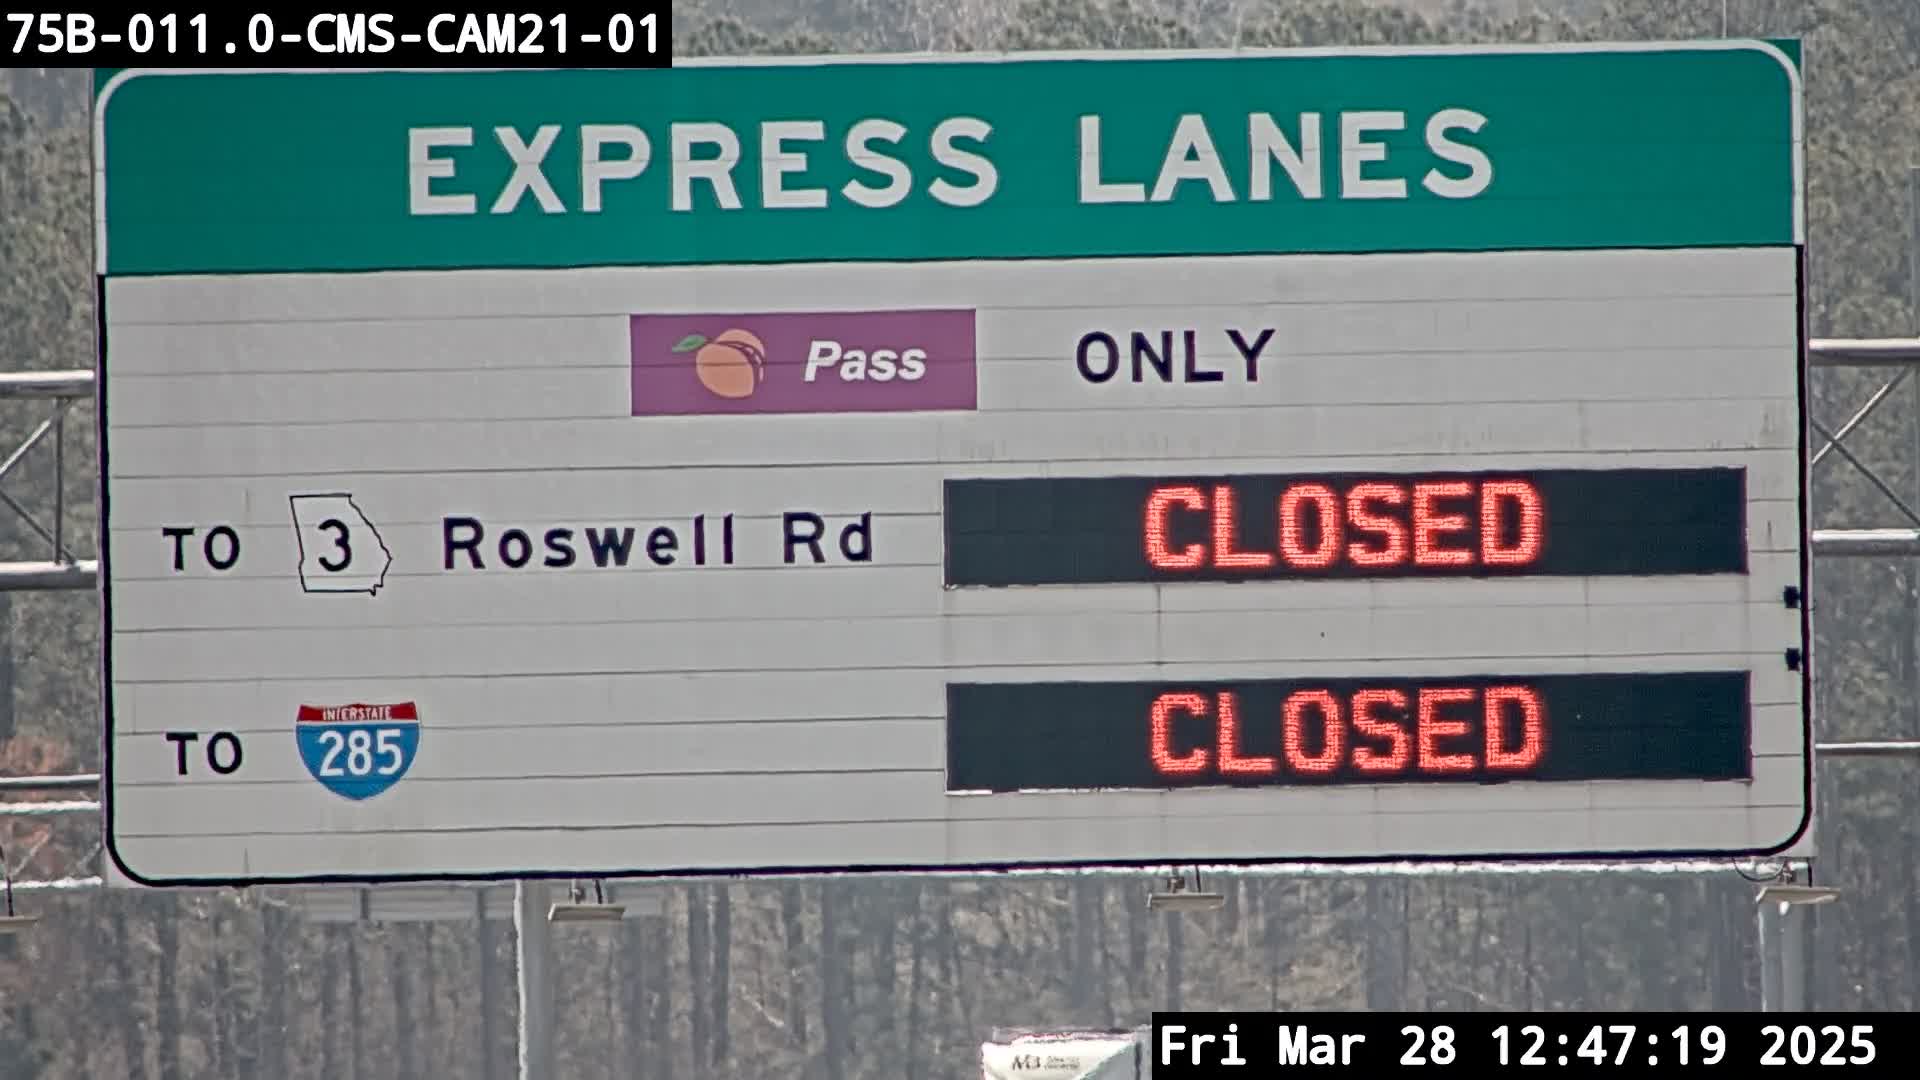 75B-011.0-CMS-CAM21-01
EXPRESS LANES
Pass ONLY
TO 3 Roswell Rd CLOSED
INTERSTATE
TO 285 CLOSED
M3
Fri Mar 28 12:47:19 2025